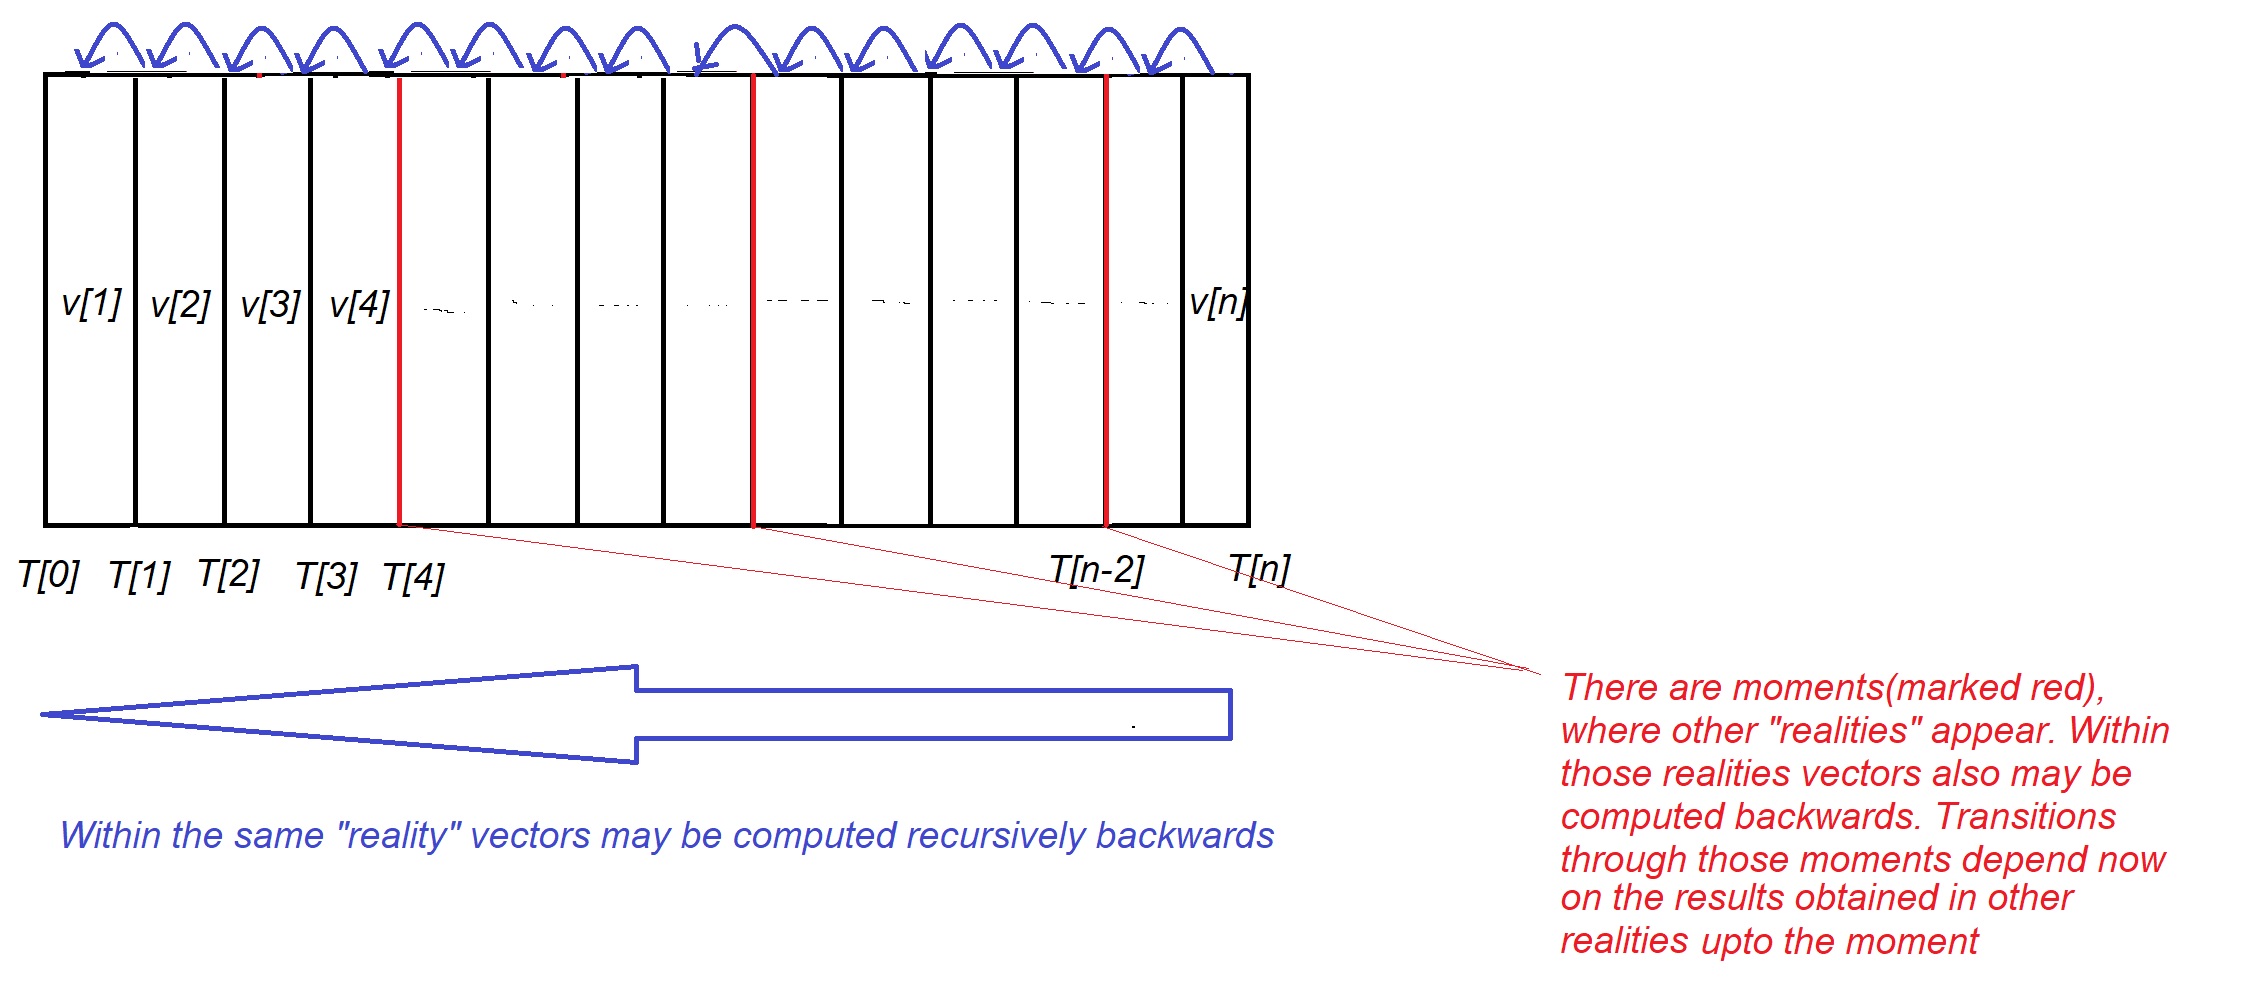 v[1] v[2] v[3] v[4] v[n]
T[0] T[1] T[2] T[3] T[4] T[n-2] T[n]
Within the same "reality" vectors may be computed recursively backwards
There are moments(marked red),
where other "realities" appear. Within
those realities vectors also may be
computed backwards. Transitions
through those moments depend now
on the results obtained in other
realities upto the moment